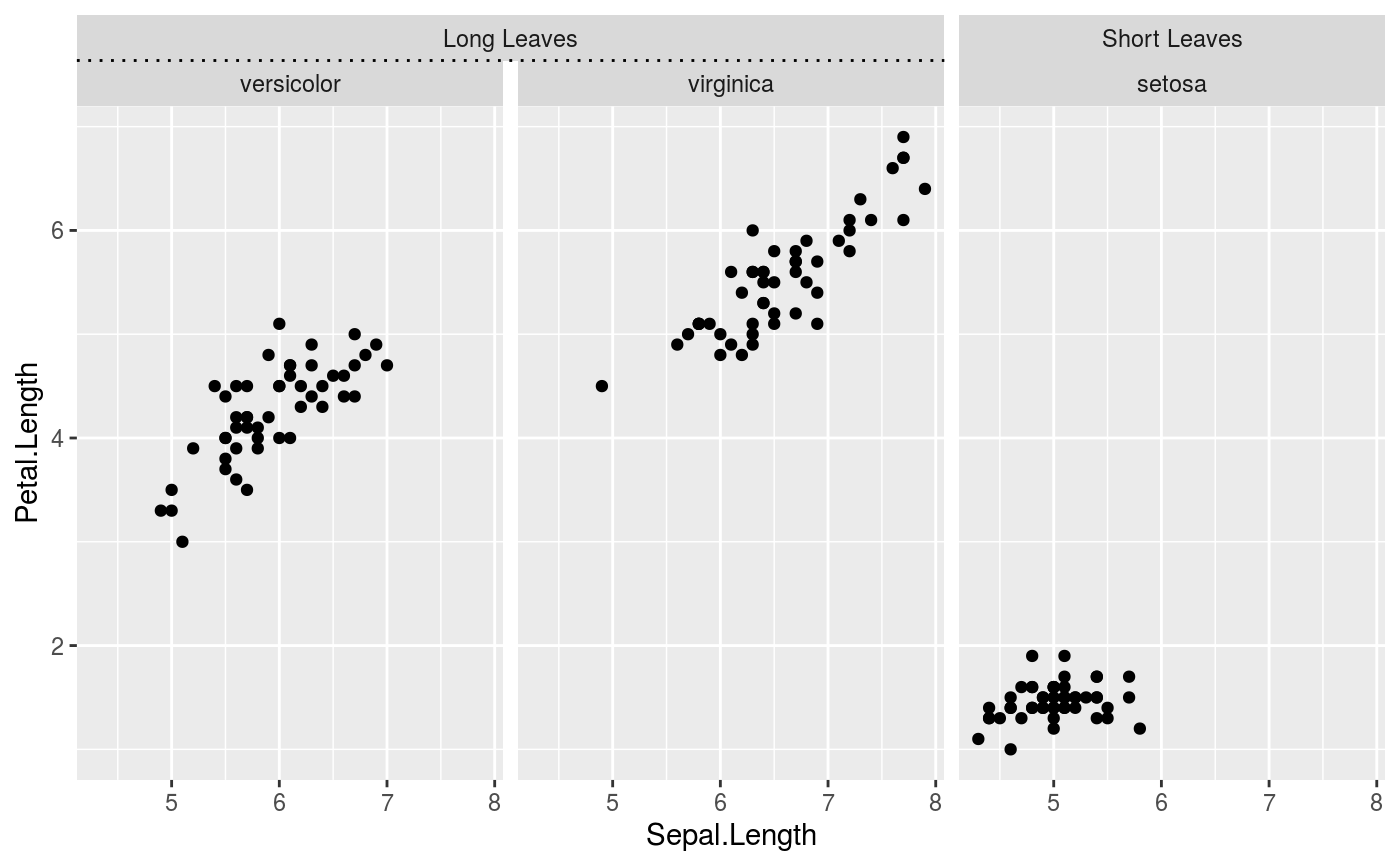 Long Leaves
Short Leaves
versicolor
virginica
setosa
Petal.Length
6
4
2
5 6 7 8
5 6 7 8
5 6 7 8
Sepal.Length